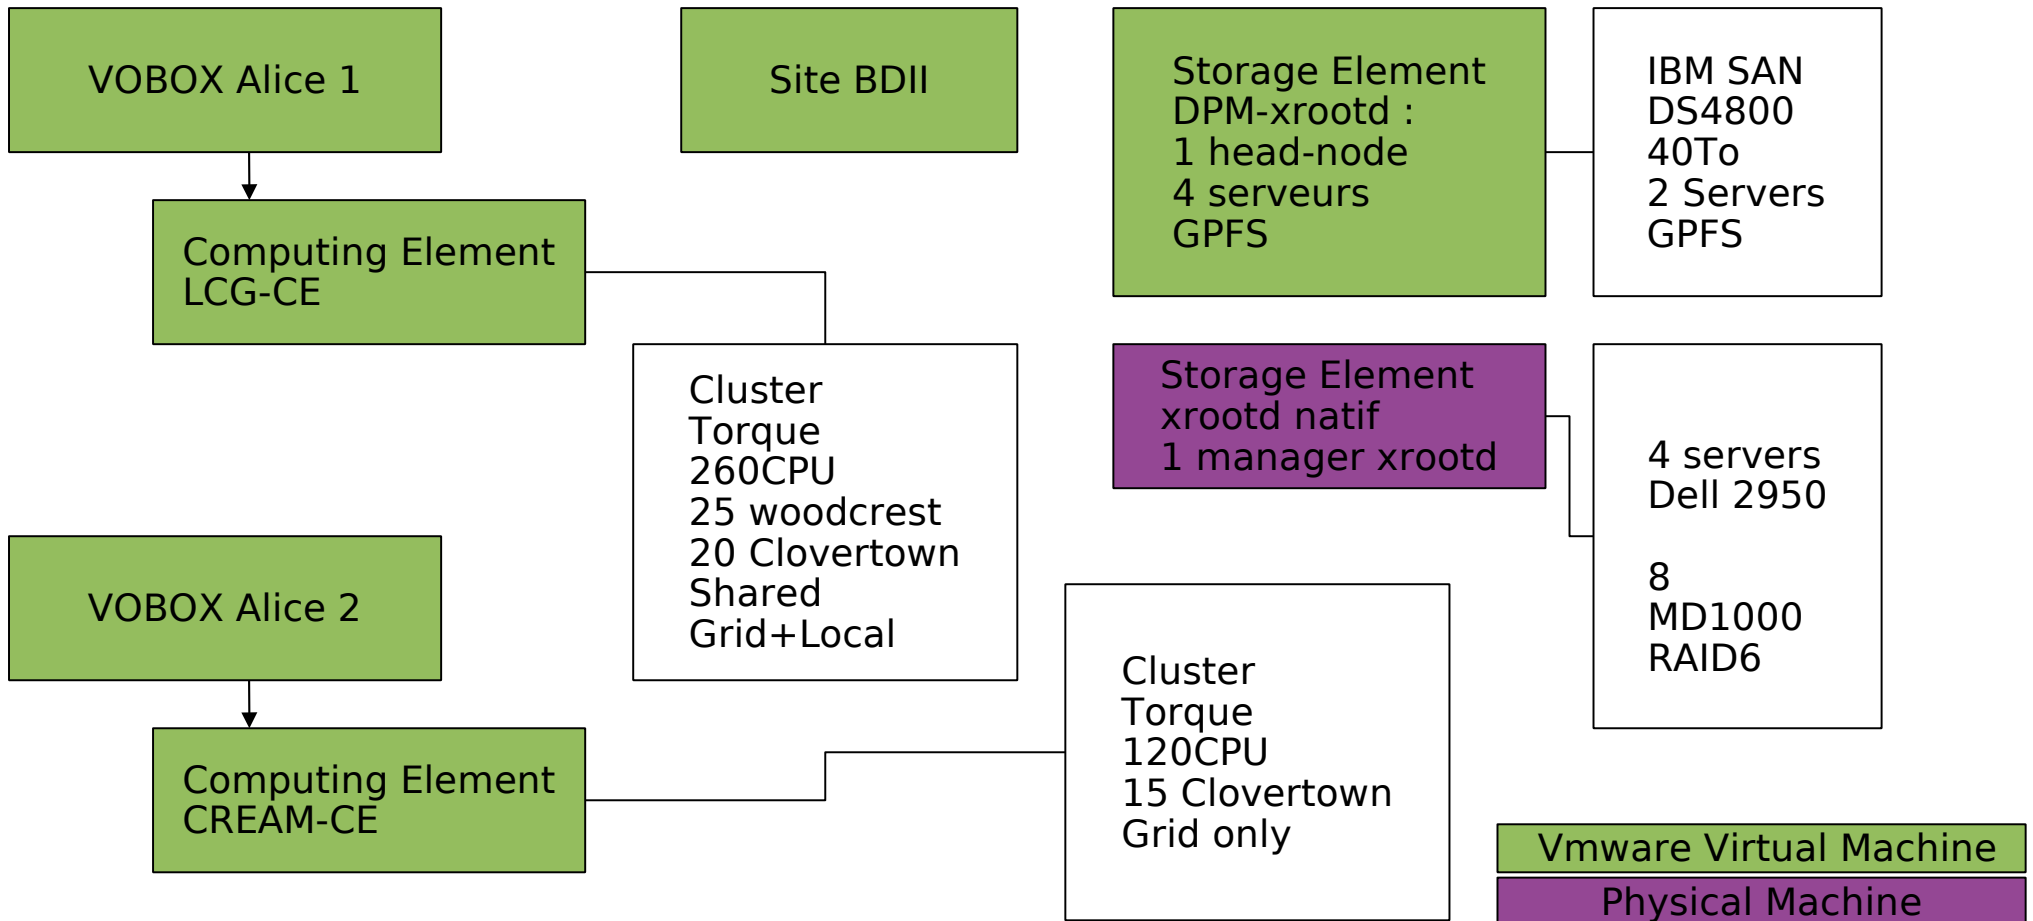 VOBOX Alice 1
Site BDII
Storage Element
DPM-xrootd :
1 head-node
4 serveurs
GPFS
IBM SAN
DS4800
40To
2 Servers
GPFS
Computing Element
LCG-CE
Cluster
Torque
260CPU
25 woodcrest
20 Clovertown
Shared
Grid+Local
Storage Element
xrootd natif
1 manager xrootd
4 servers
Dell 2950
8
MD1000
RAID6
VOBOX Alice 2
Computing Element
CREAM-CE
Cluster
Torque
120CPU
15 Clovertown
Grid only
Vmware Virtual Machine
Physical Machine